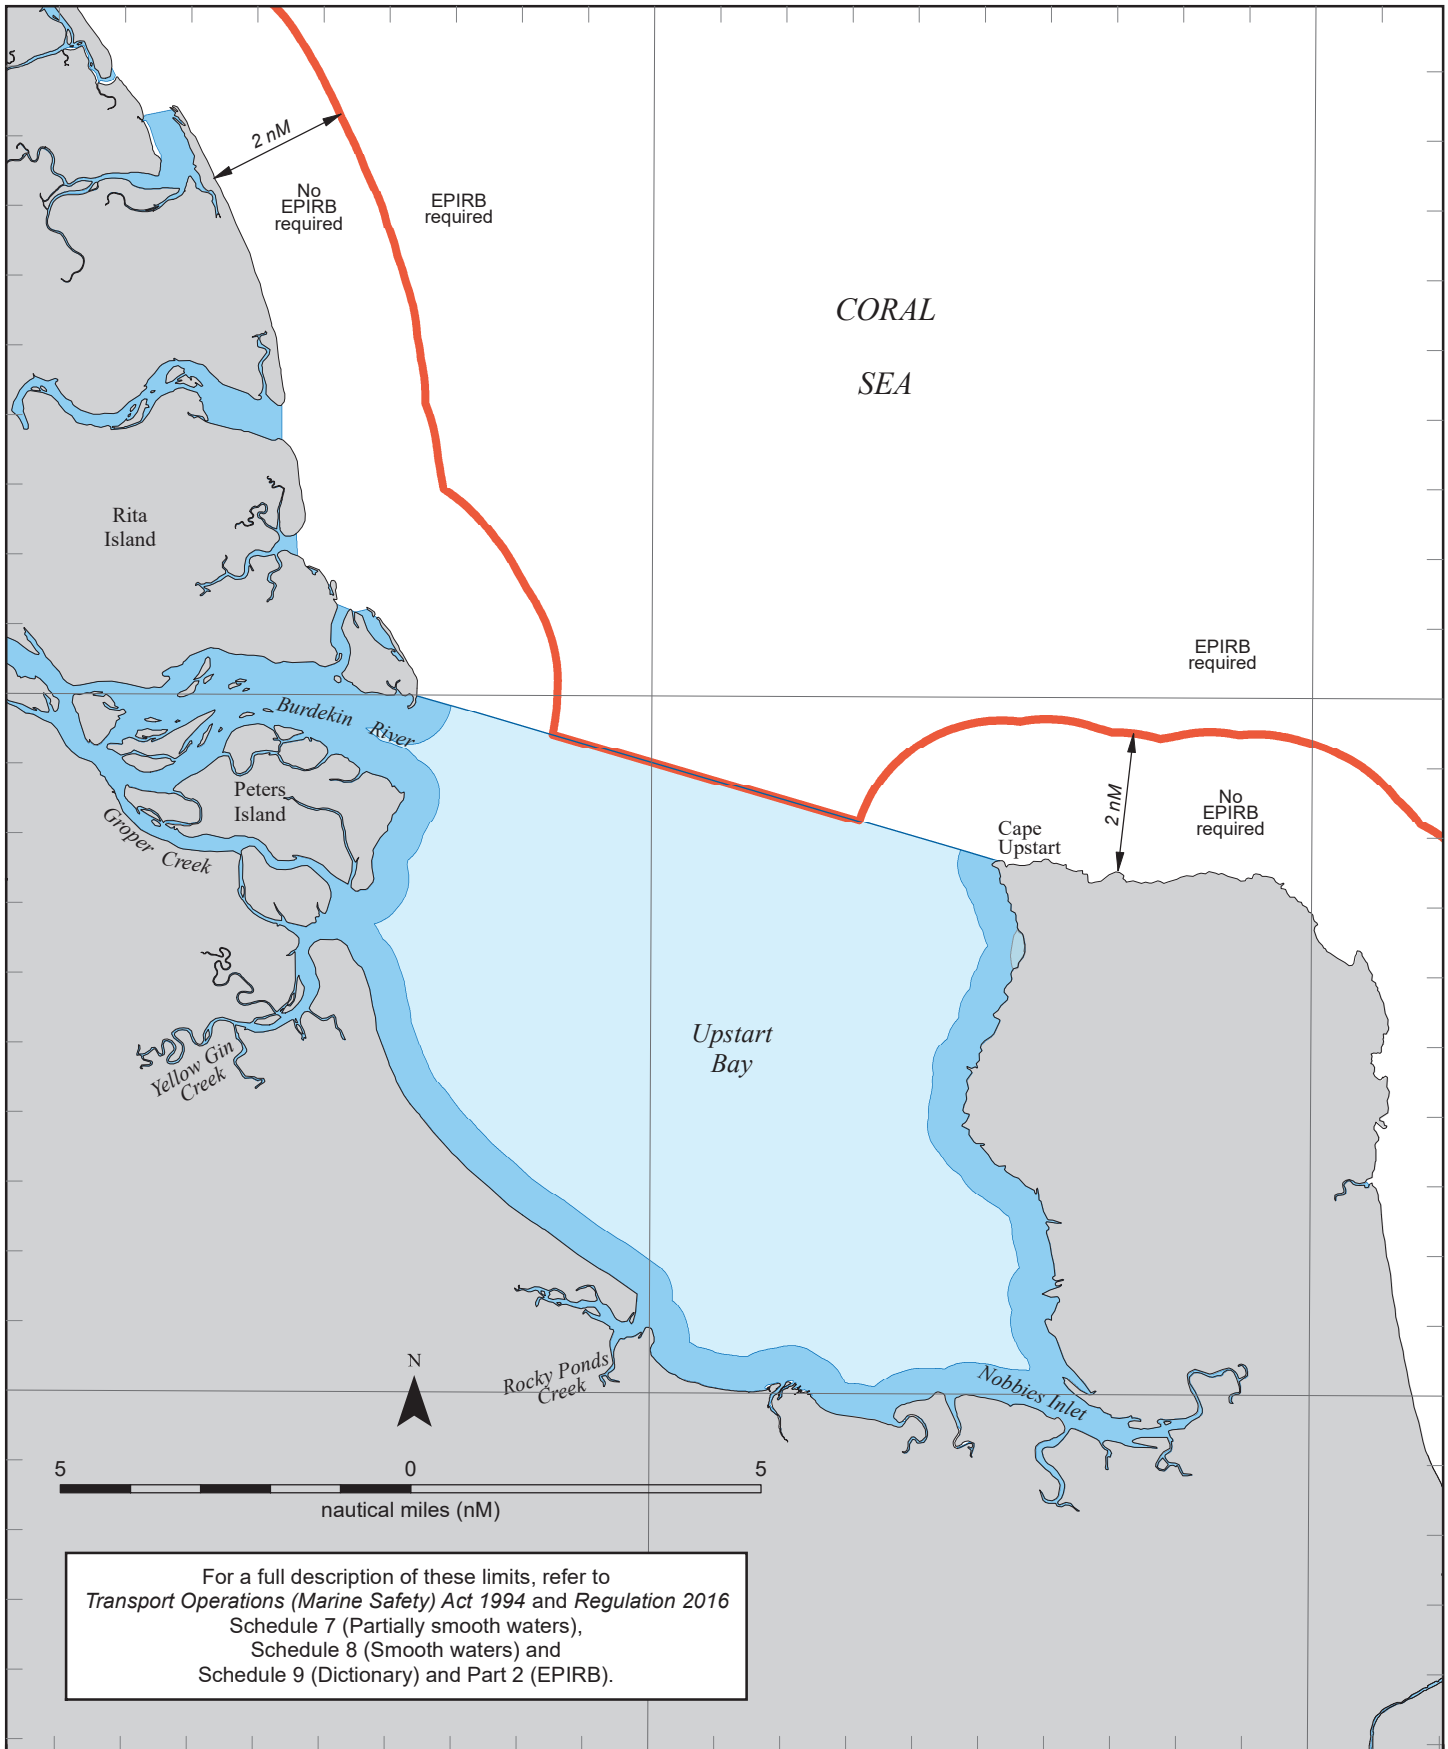 2 nM
No
EPIRB
required
EPIRB
required
CORAL
SEA
Rita
Island
EPIRB
required
Burdekin River
Peters
Island
Groper Creek
2 nM
No
EPIRB
required
Cape
Upstart
Upstart
Bay
Yellow Gin
Creek
Rocky Ponds
Creek
Nobbies Inlet
N
5 0 5
nautical miles (nM)
For a full description of these limits, refer to
Transport Operations (Marine Safety) Act 1994 and Regulation 2016
Schedule 7 (Partially smooth waters),
Schedule 8 (Smooth waters) and
Schedule 9 (Dictionary) and Part 2 (EPIRB).